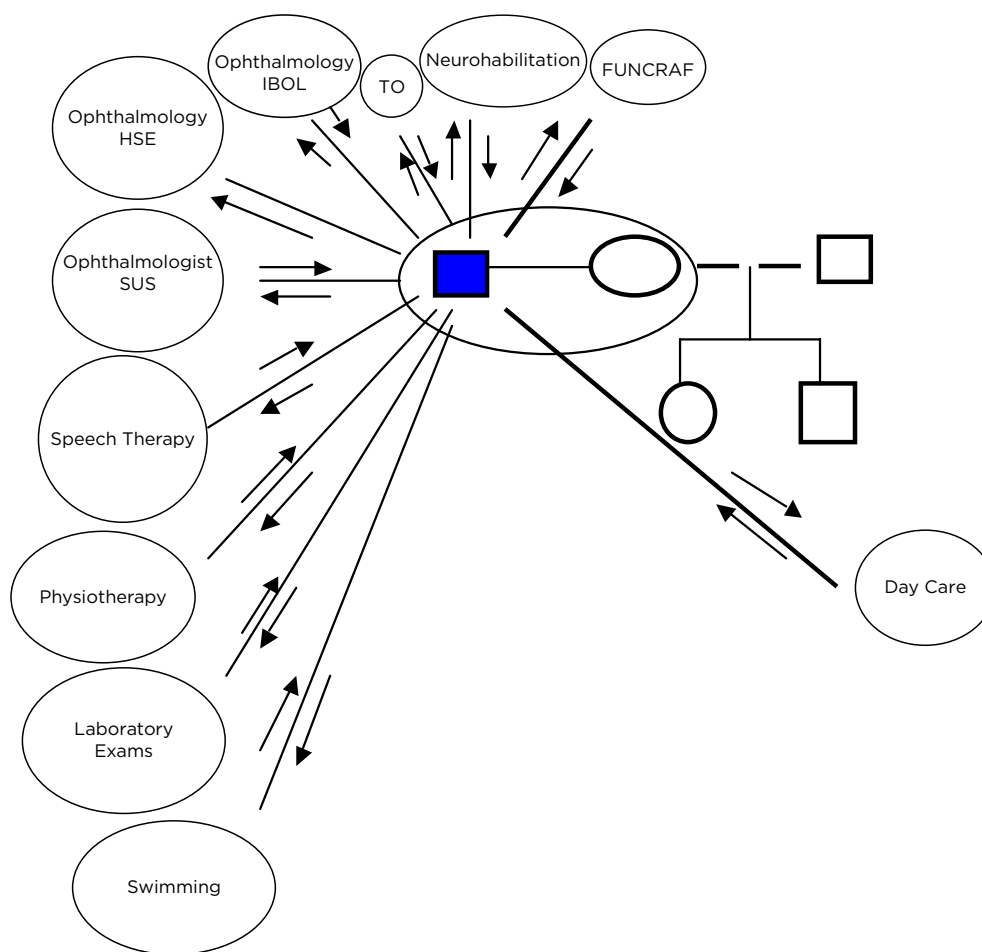 Ophthalmology
IBOL
TO
Neurohabilitation
FUNCRAF
Ophthalmology
HSE
Ophthalmologist
SUS
Speech Therapy
Physiotherapy
Day Care
Laboratory
Exams
Swimming